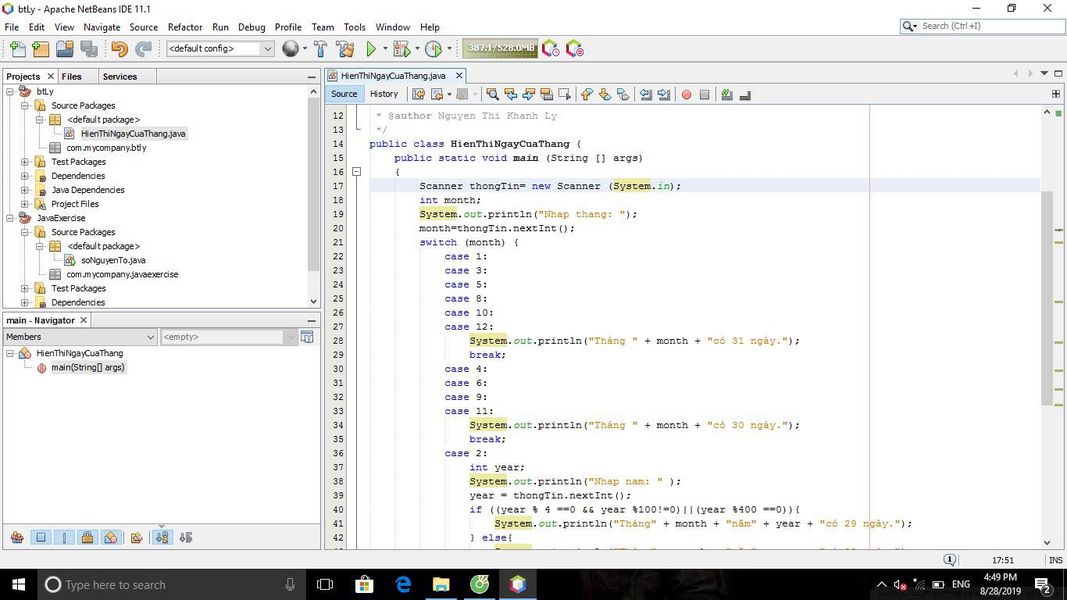 btLy - Apache NetBeans IDE 11.1
File Edit View Navigate Source Refactor Run Debug Profile Team Tools Window Help
Search (Ctrl+I)
<default config>
387.1/528.0MB
Projects Files Services
btLy
Source Packages
<default package>
HienThiNgayCuaThang.java
com.mycompany.btly
Test Packages
Dependencies
Java Dependencies
Project Files
JavaExercise
Source Packages
<default package>
soNguyenTo.java
com.mycompany.javaexercise
Test Packages
Dependencies
main - Navigator
Members <empty>
HienThiNgayCuaThang
main(String[] args)
HienThiNgayCuaThang.java
Source History
12 * @author Nguyen Thi Khanh Ly
13 */
14 public class HienThiNgayCuaThang {
15 public static void main (String [] args)
16 {
17 Scanner thongTin= new Scanner (System.in);
18 int month;
19 System.out.println("Nhap thang: ");
20 month=thongTin.nextInt();
21 switch (month) {
22 case 1:
23 case 3:
24 case 5:
25 case 8:
26 case 10:
27 case 12:
28 System.out.println("Tháng " + month + "có 31 ngày.");
29 break;
30 case 4:
31 case 6:
32 case 9:
33 case 11:
34 System.out.println("Tháng " + month + "có 30 ngày.");
35 break;
36 case 2:
37 int year;
38 System.out.println("Nhap nam: " );
39 year = thongTin.nextInt();
40 if ((year % 4 ==0 && year %100!=0)||(year %400 ==0)){
41 System.out.println("Tháng" + month + "năm" + year + "có 29 ngày.");
42 } else{
17:51 INS
Type here to search
ENG
4:49 PM
8/28/2019
2